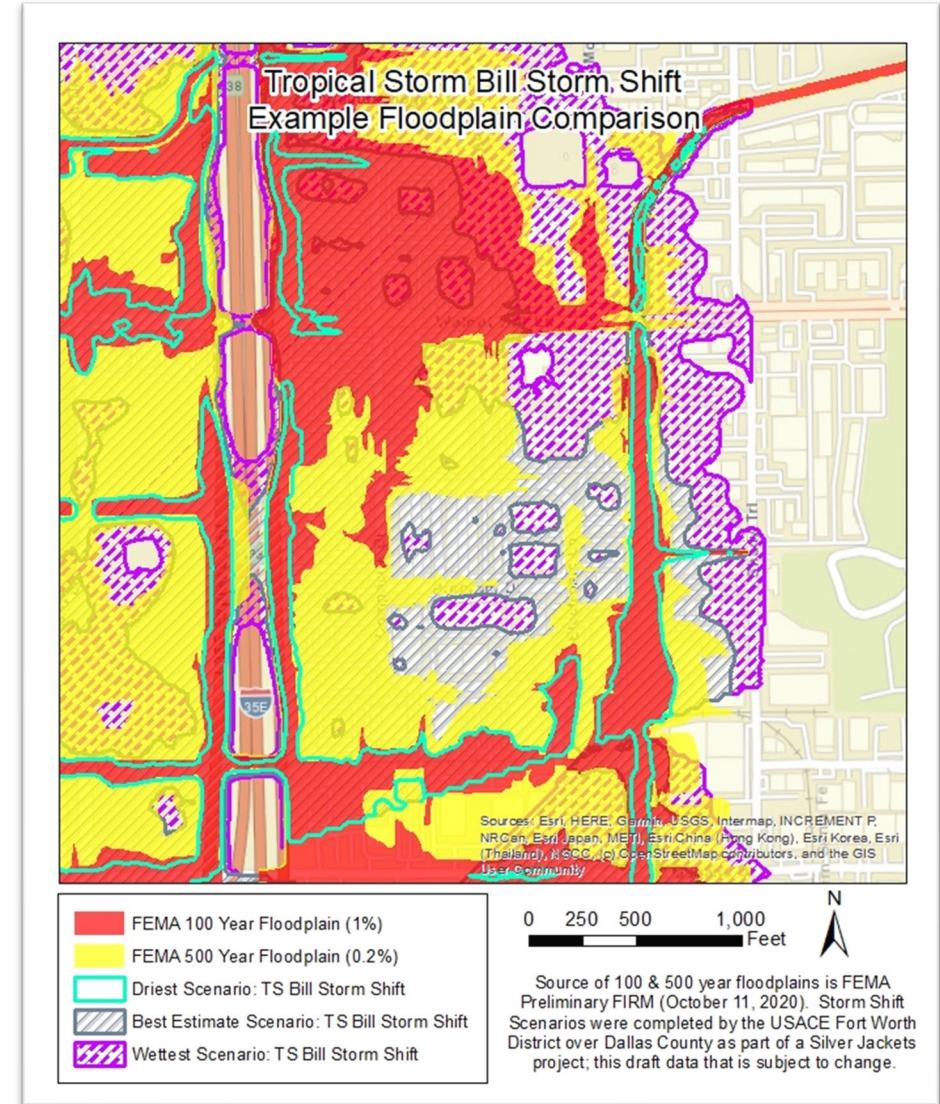 38
Tropical Storm Bill Storm Shift
Example Floodplain Comparison
35E
Sources: Esri, HERE, Garmin, USGS, Intermap, INCREMENT P,
NRCan, Esri Japan, METI, Esri China (Hong Kong), Esri Korea, Esri
(Thailand), NGCC, (c) OpenStreetMap contributors, and the GIS
User Community
FEMA 100 Year Floodplain (1%)
FEMA 500 Year Floodplain (0.2%)
Driest Scenario: TS Bill Storm Shift
Best Estimate Scenario: TS Bill Storm Shift
Wettest Scenario: TS Bill Storm Shift
N
0 250 500 1,000
Feet
Source of 100 & 500 year floodplains is FEMA
Preliminary FIRM (October 11, 2020). Storm Shift
Scenarios were completed by the USACE Fort Worth
District over Dallas County as part of a Silver Jackets
project; this draft data that is subject to change.